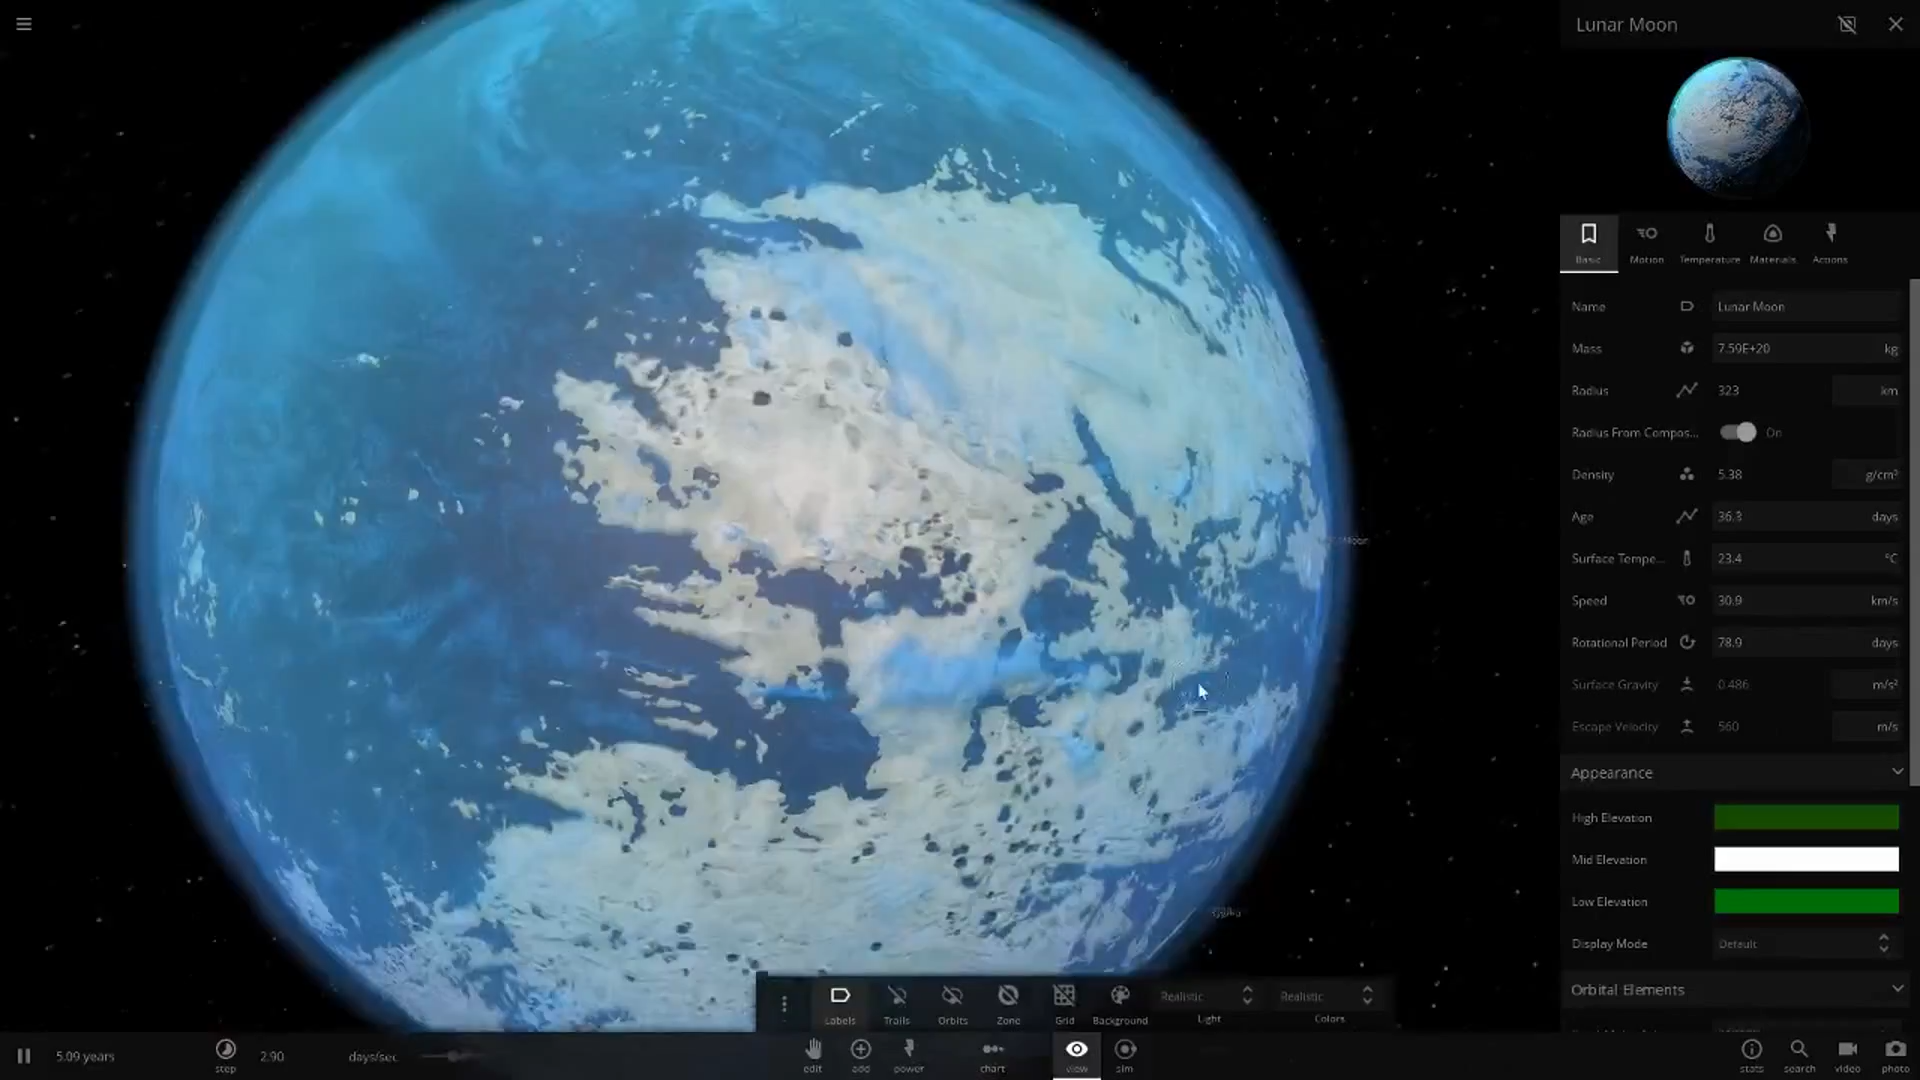 Lunar Moon
Basic
Motion
Temperature
Materials
Actions
Name
Lunar Moon
Mass
7.59E+20
kg
Radius
323
km
Radius From Compos...
On
Density
5.38
g/cm³
Age
36.3
days
Surface Tempe...
23.4
°C
Speed
30.9
km/s
Rotational Period
78.9
days
Surface Gravity
0.486
m/s²
Escape Velocity
560
m/s
Appearance
High Elevation
Mid Elevation
Low Elevation
Display Mode
Default
Orbital Elements
Moon
Labels
Trails
Orbits
Zone
Grid
Background
Realistic
Light
Realistic
Colors
5.09 years
step
2.90
days/sec
edit
add
power
chart
view
sim
stats
search
video
photo